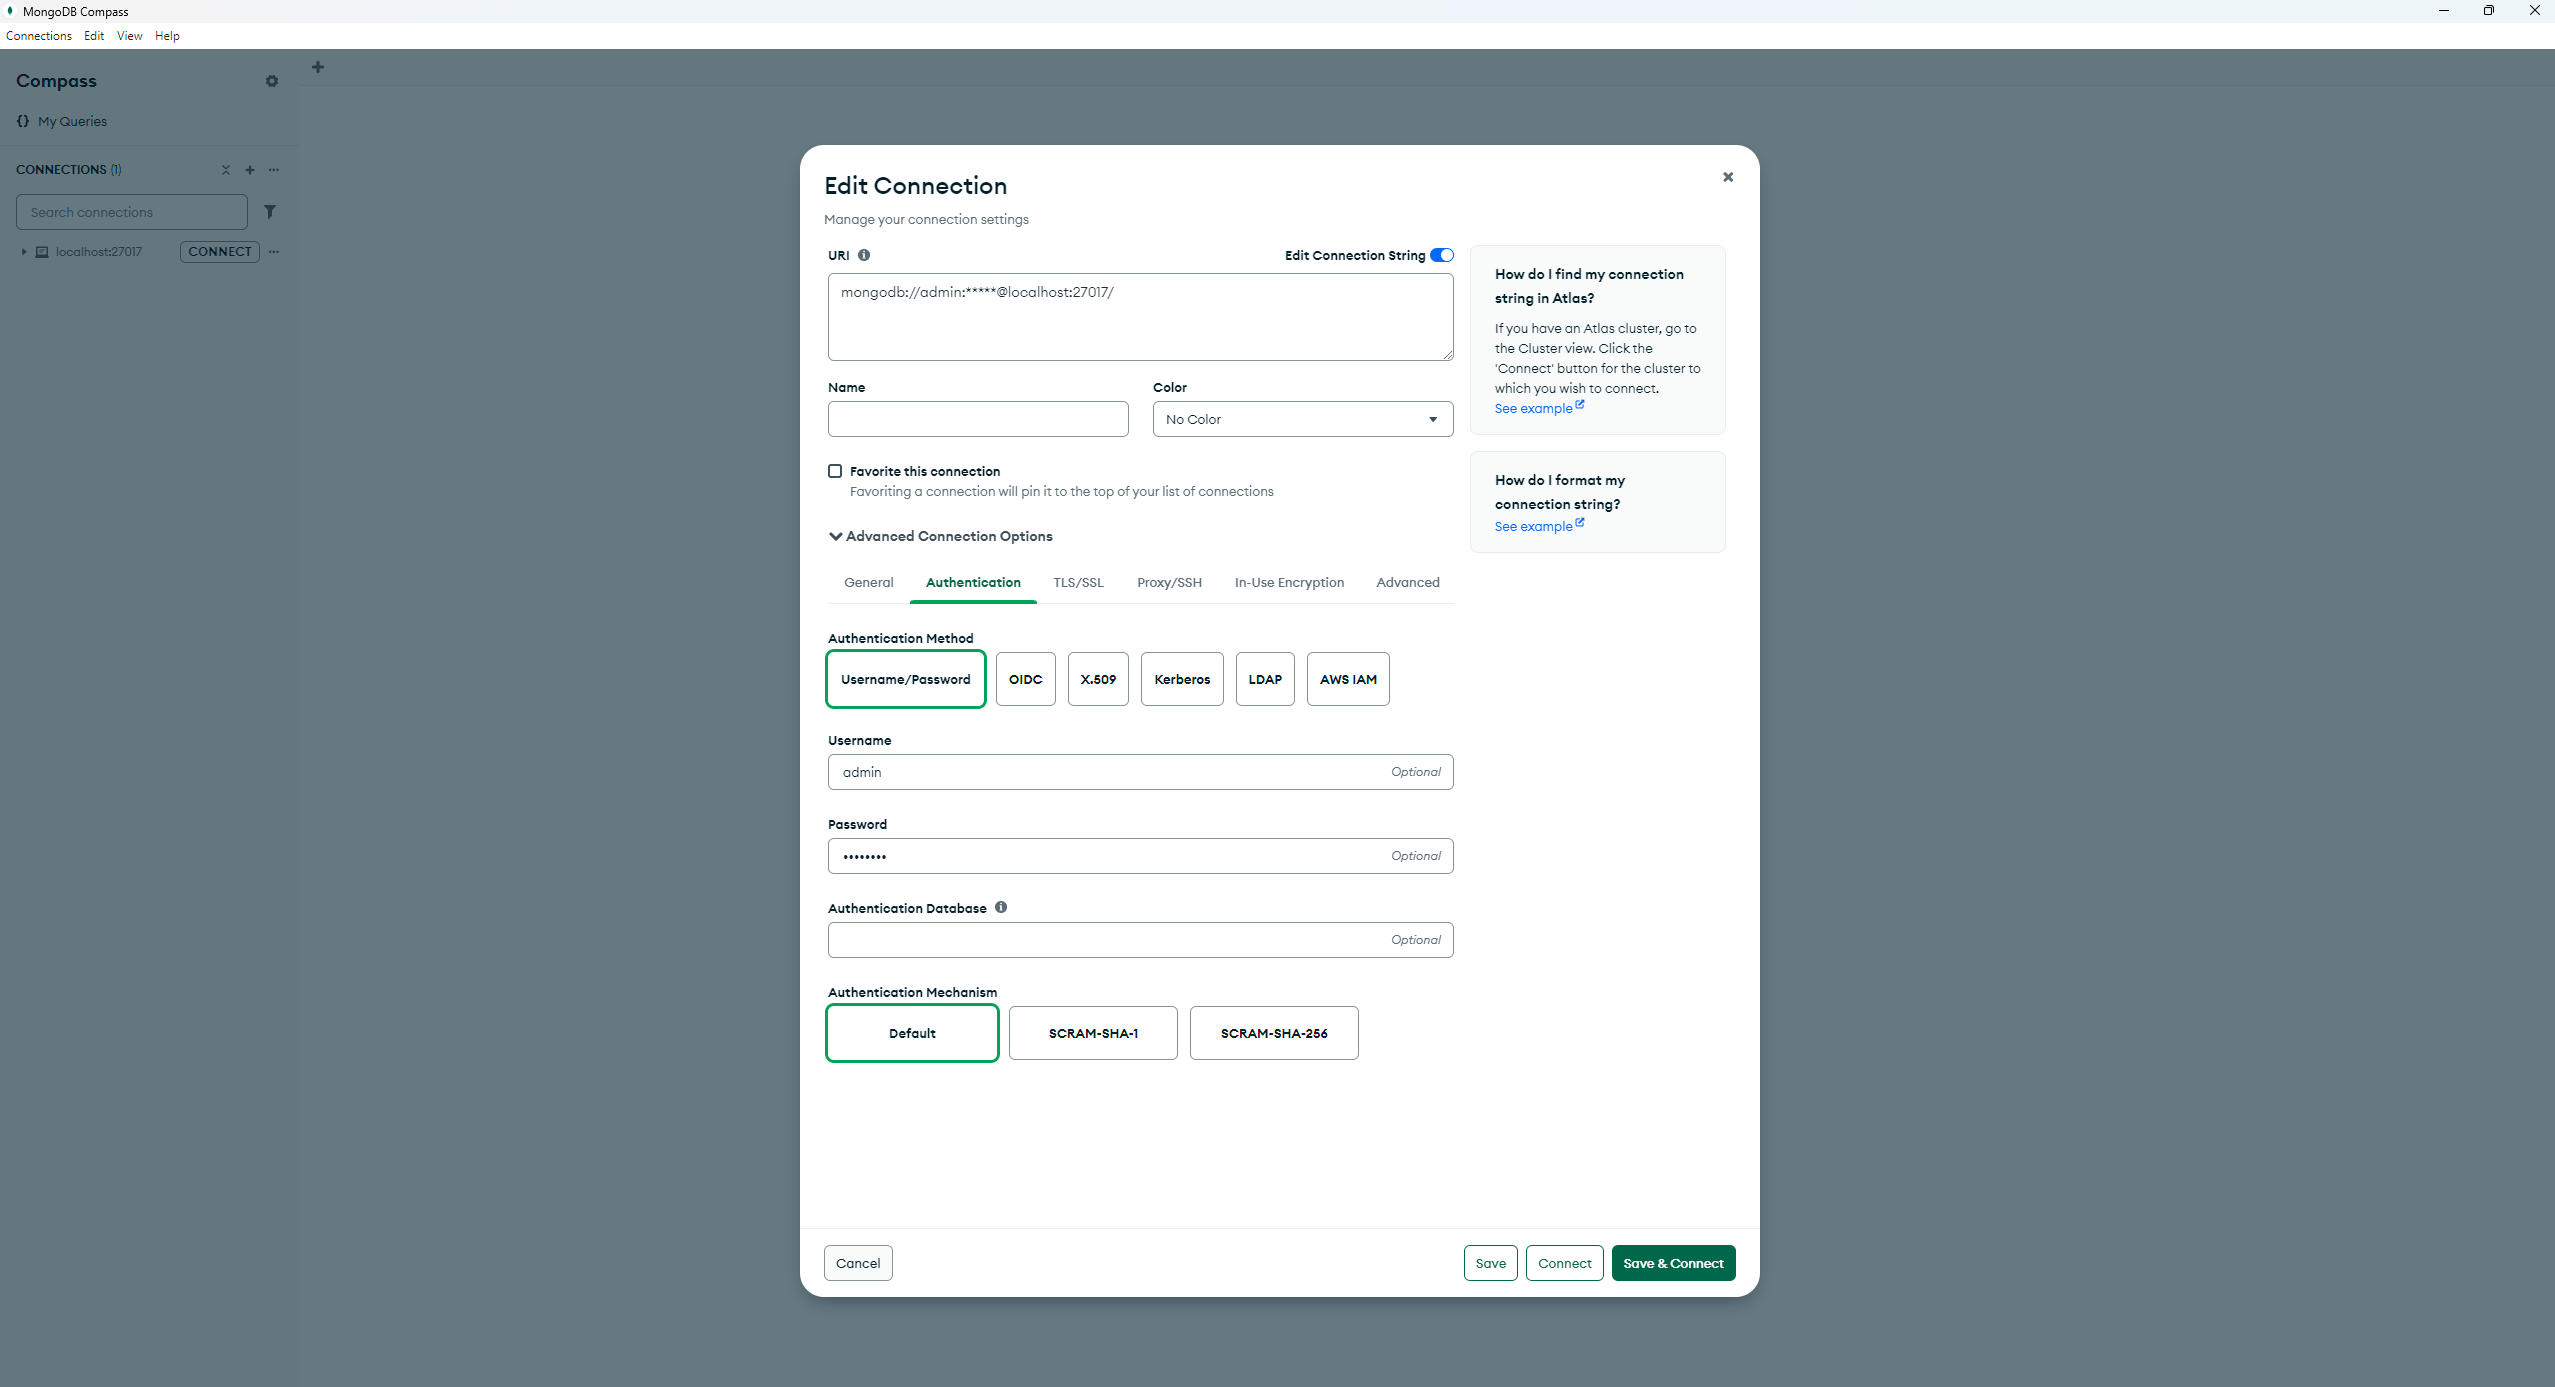 MongoDB Compass
Connections Edit View Help
Compass
My Queries
CONNECTIONS (1)
Search connections
localhost:27017 CONNECT
Edit Connection
Manage your connection settings
URI
Edit Connection String
mongodb://admin:*****@localhost:27017/
Name
Color
No Color
Favorite this connection
Favoriting a connection will pin it to the top of your list of connections
Advanced Connection Options
General Authentication TLS/SSL Proxy/SSH In-Use Encryption Advanced
Authentication Method
Username/Password OIDC X.509 Kerberos LDAP AWS IAM
Username
admin Optional
Password
•••••••• Optional
Authentication Database
Optional
Authentication Mechanism
Default SCRAM-SHA-1 SCRAM-SHA-256
How do I find my connection
string in Atlas?
If you have an Atlas cluster, go to
the Cluster view. Click the
'Connect' button for the cluster to
which you wish to connect.
See example
How do I format my
connection string?
See example
Cancel Save Connect Save & Connect